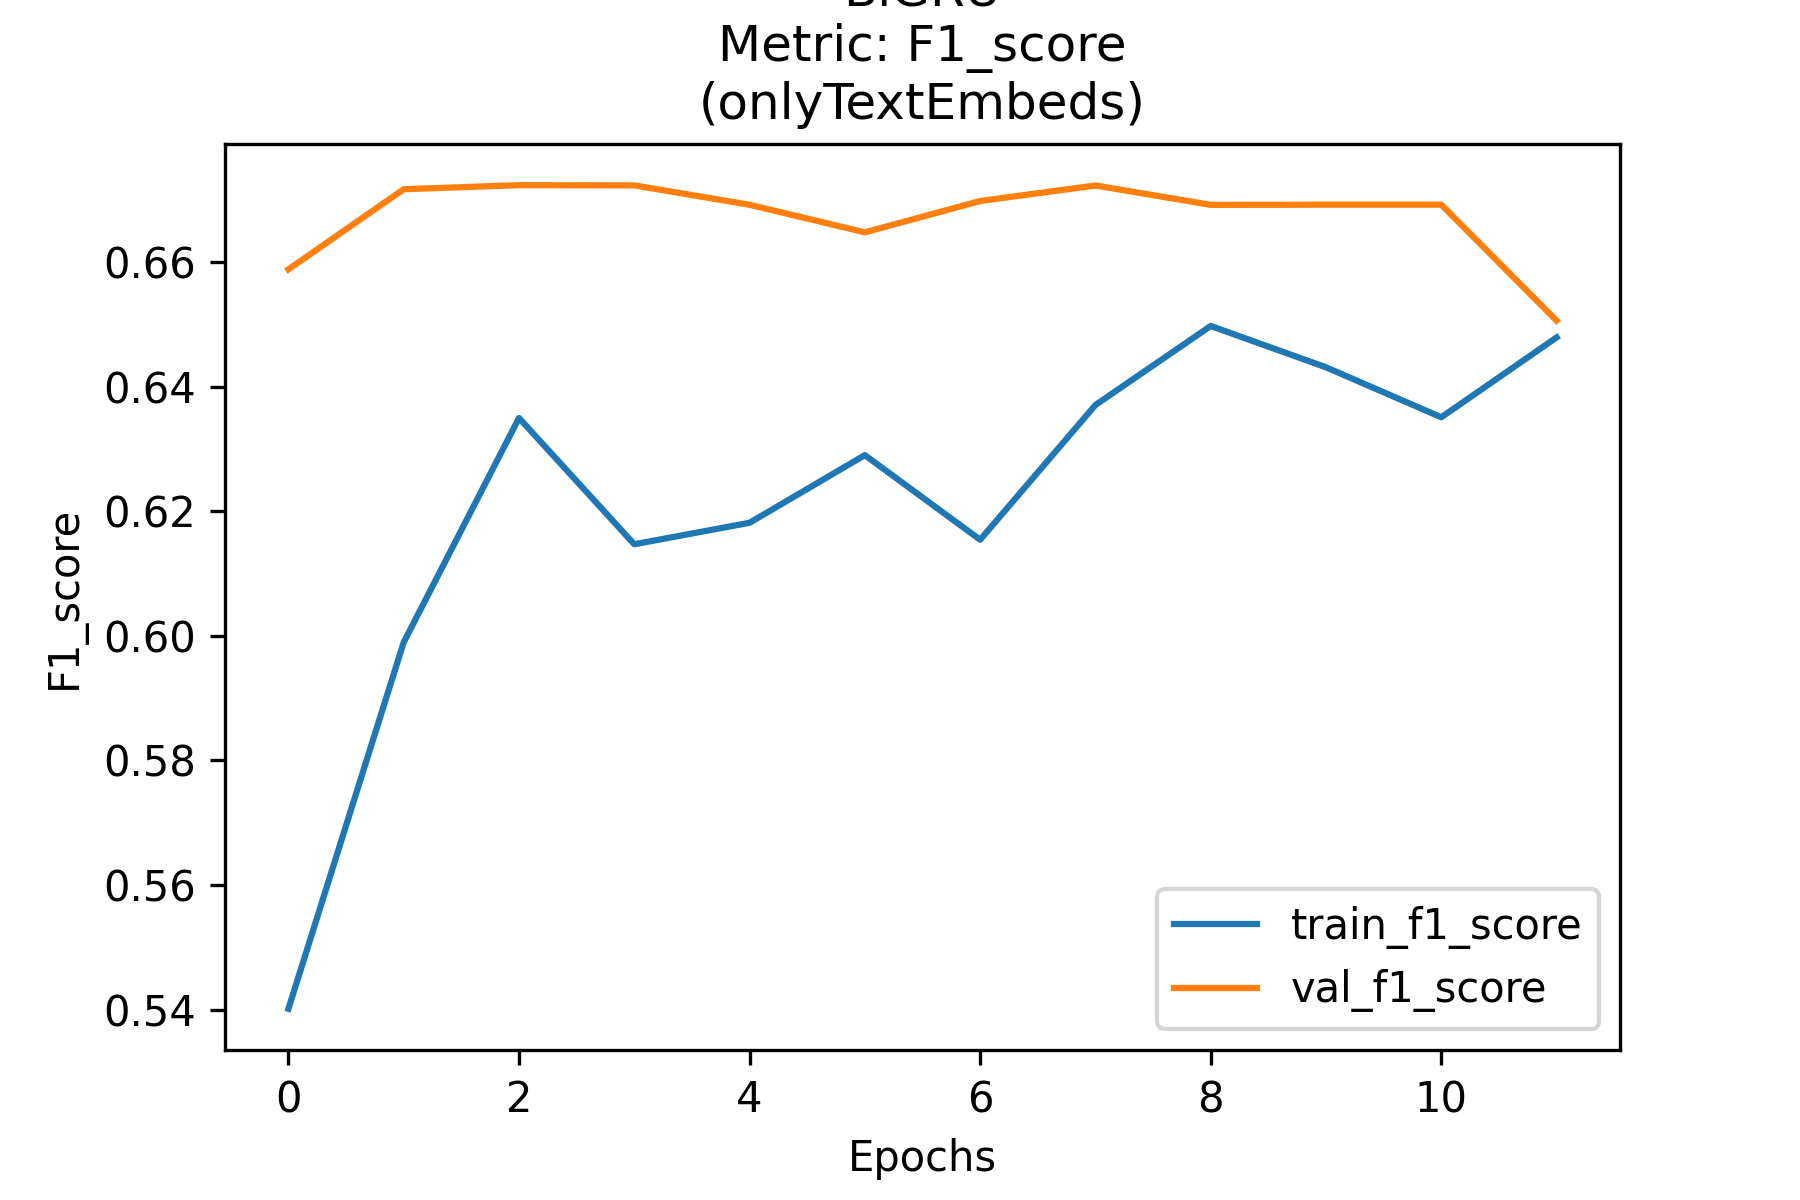 BiGRU
Metric: F1_score
(onlyTextEmbeds)
F1_score
0.66
0.64
0.62
0.60
0.58
0.56
0.54
train_f1_score
val_f1_score
0 2 4 6 8 10
Epochs